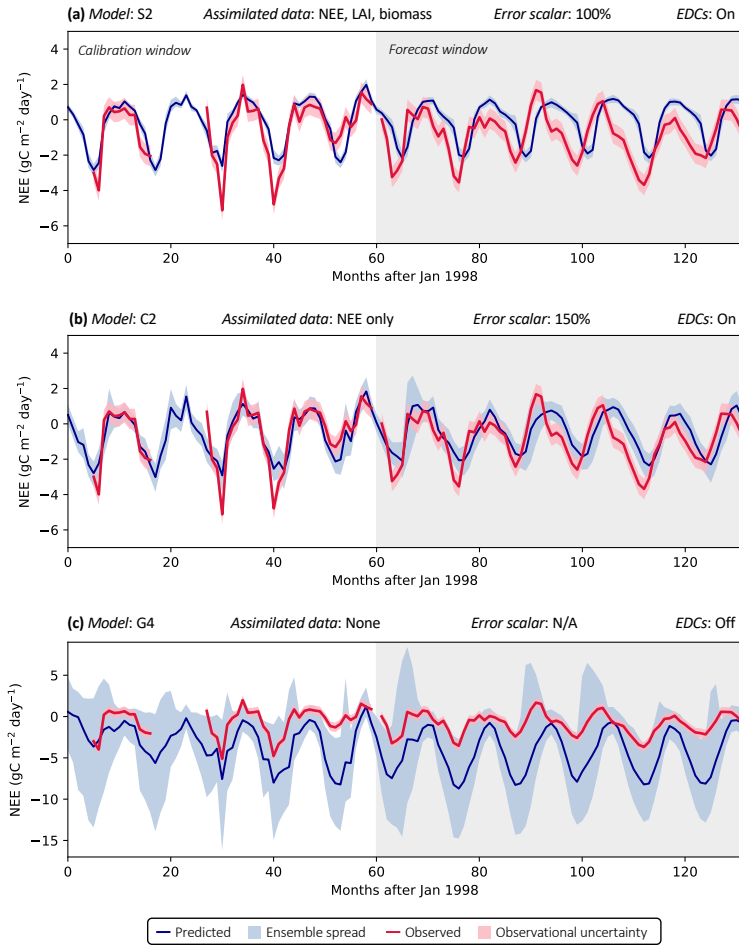 (a) Model: S2 Assimilated data: NEE, LAI, biomass Error scalar: 100% EDCs: On
Calibration window Forecast window
4
2
0
−2
−4
−6
NEE (gC m⁻² day⁻¹)
0 20 40 60 80 100 120
Months after Jan 1998
(b) Model: C2 Assimilated data: NEE only Error scalar: 150% EDCs: On
4
2
0
−2
−4
−6
NEE (gC m⁻² day⁻¹)
0 20 40 60 80 100 120
Months after Jan 1998
(c) Model: G4 Assimilated data: None Error scalar: N/A EDCs: Off
5
0
−5
−10
−15
NEE (gC m⁻² day⁻¹)
0 20 40 60 80 100 120
Months after Jan 1998
Predicted Ensemble spread Observed Observational uncertainty